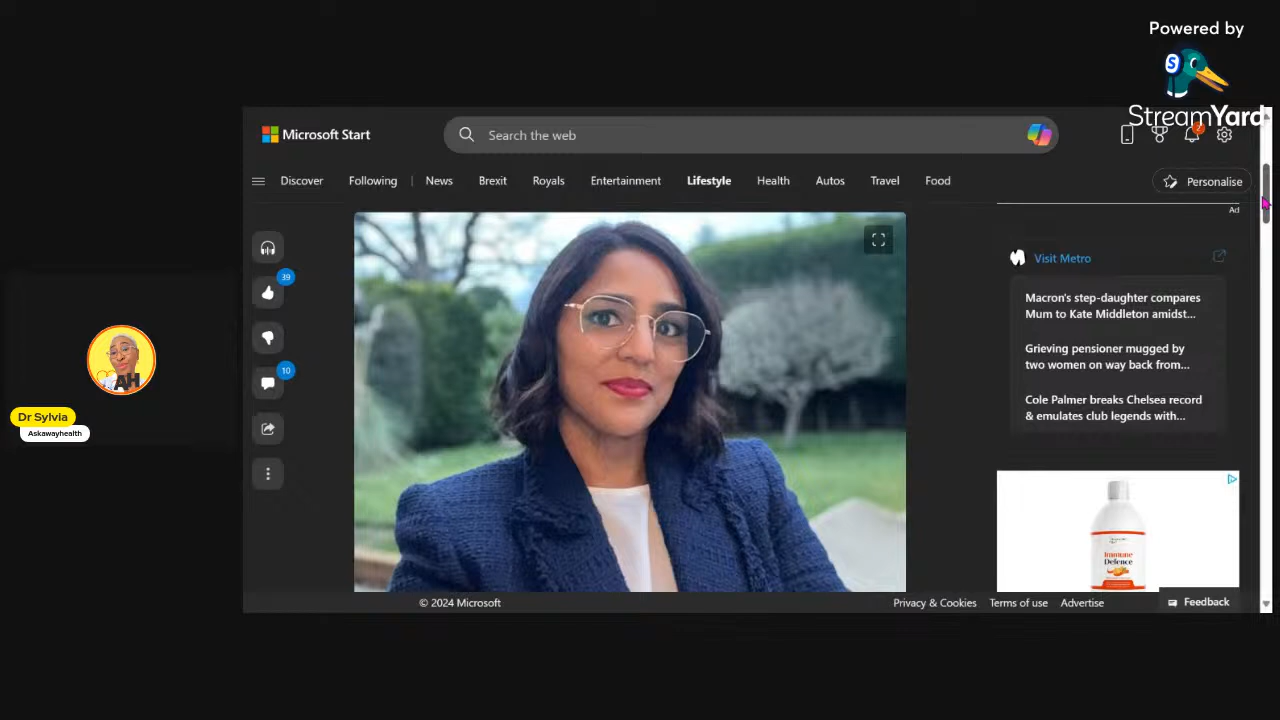 Powered by
StreamYard
Microsoft Start
Search the web
2
Discover
Following
News
Brexit
Royals
Entertainment
Lifestyle
Health
Autos
Travel
Food
Personalise
Ad
39
10
Visit Metro
Macron's step-daughter compares
Mum to Kate Middleton amidst...
Grieving pensioner mugged by
two women on way back from...
Cole Palmer breaks Chelsea record
& emulates club legends with...
AH
Dr Sylvia
Askawayhealth
Immune
Defence
© 2024 Microsoft
Privacy & Cookies
Terms of use
Advertise
Feedback